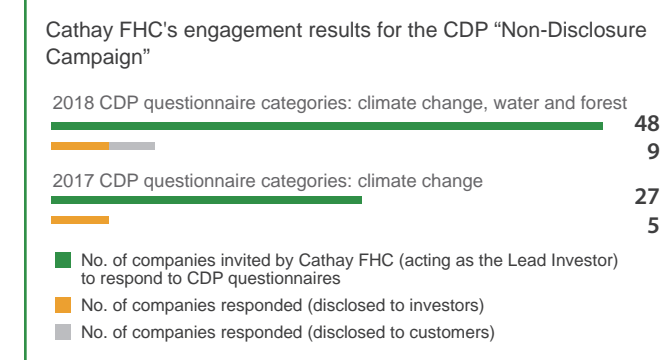 Cathay FHC's engagement results for the CDP “Non-Disclosure
Campaign”
2018 CDP questionnaire categories: climate change, water and forest
48
9
2017 CDP questionnaire categories: climate change
27
5
No. of companies invited by Cathay FHC (acting as the Lead Investor)
to respond to CDP questionnaires
No. of companies responded (disclosed to investors)
No. of companies responded (disclosed to customers)